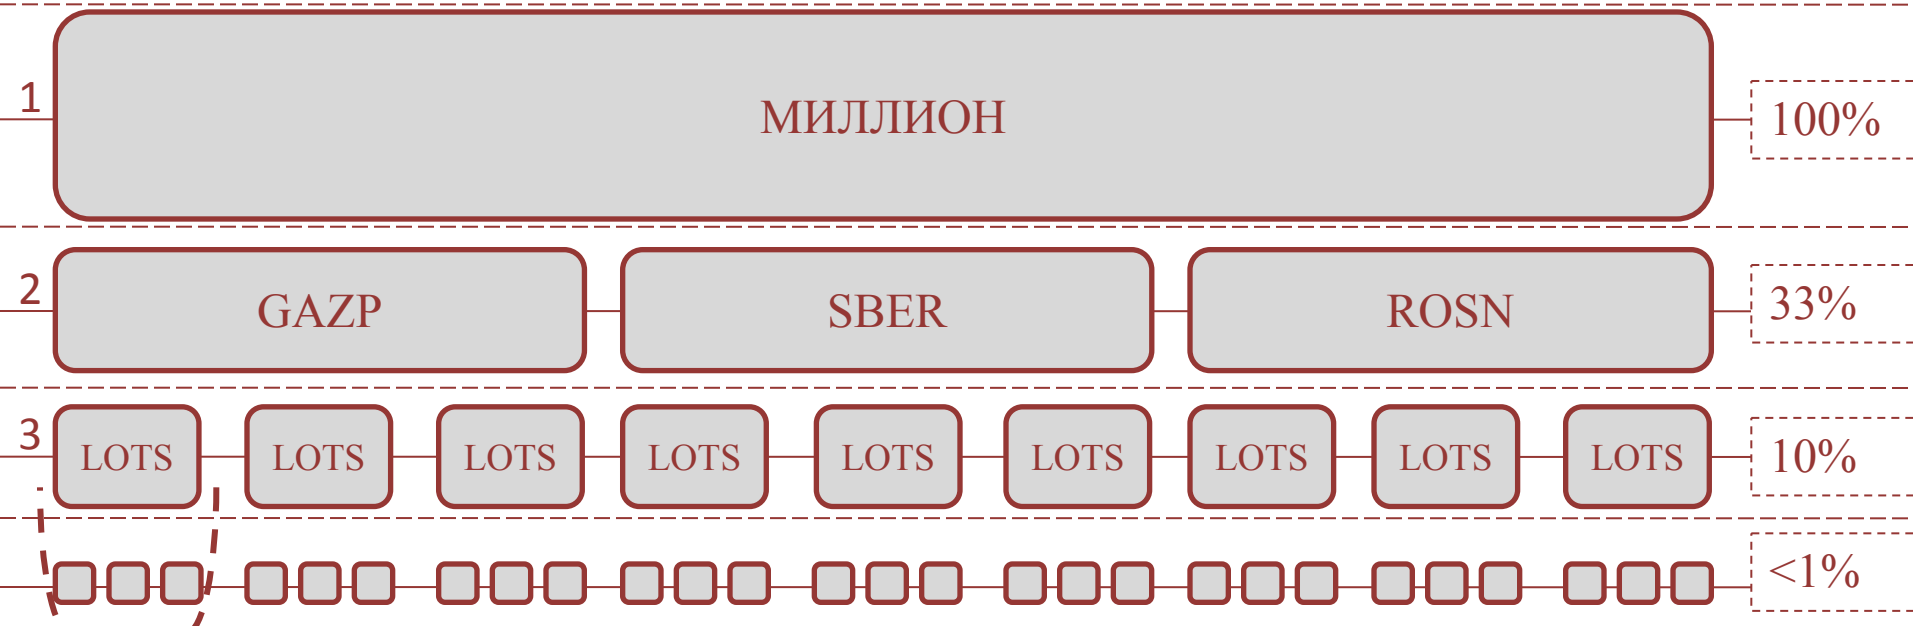 1 МИЛЛИОН 100%
2 GAZP SBER ROSN 33%
3 LOTS LOTS LOTS LOTS LOTS LOTS LOTS LOTS LOTS 10%
<1%